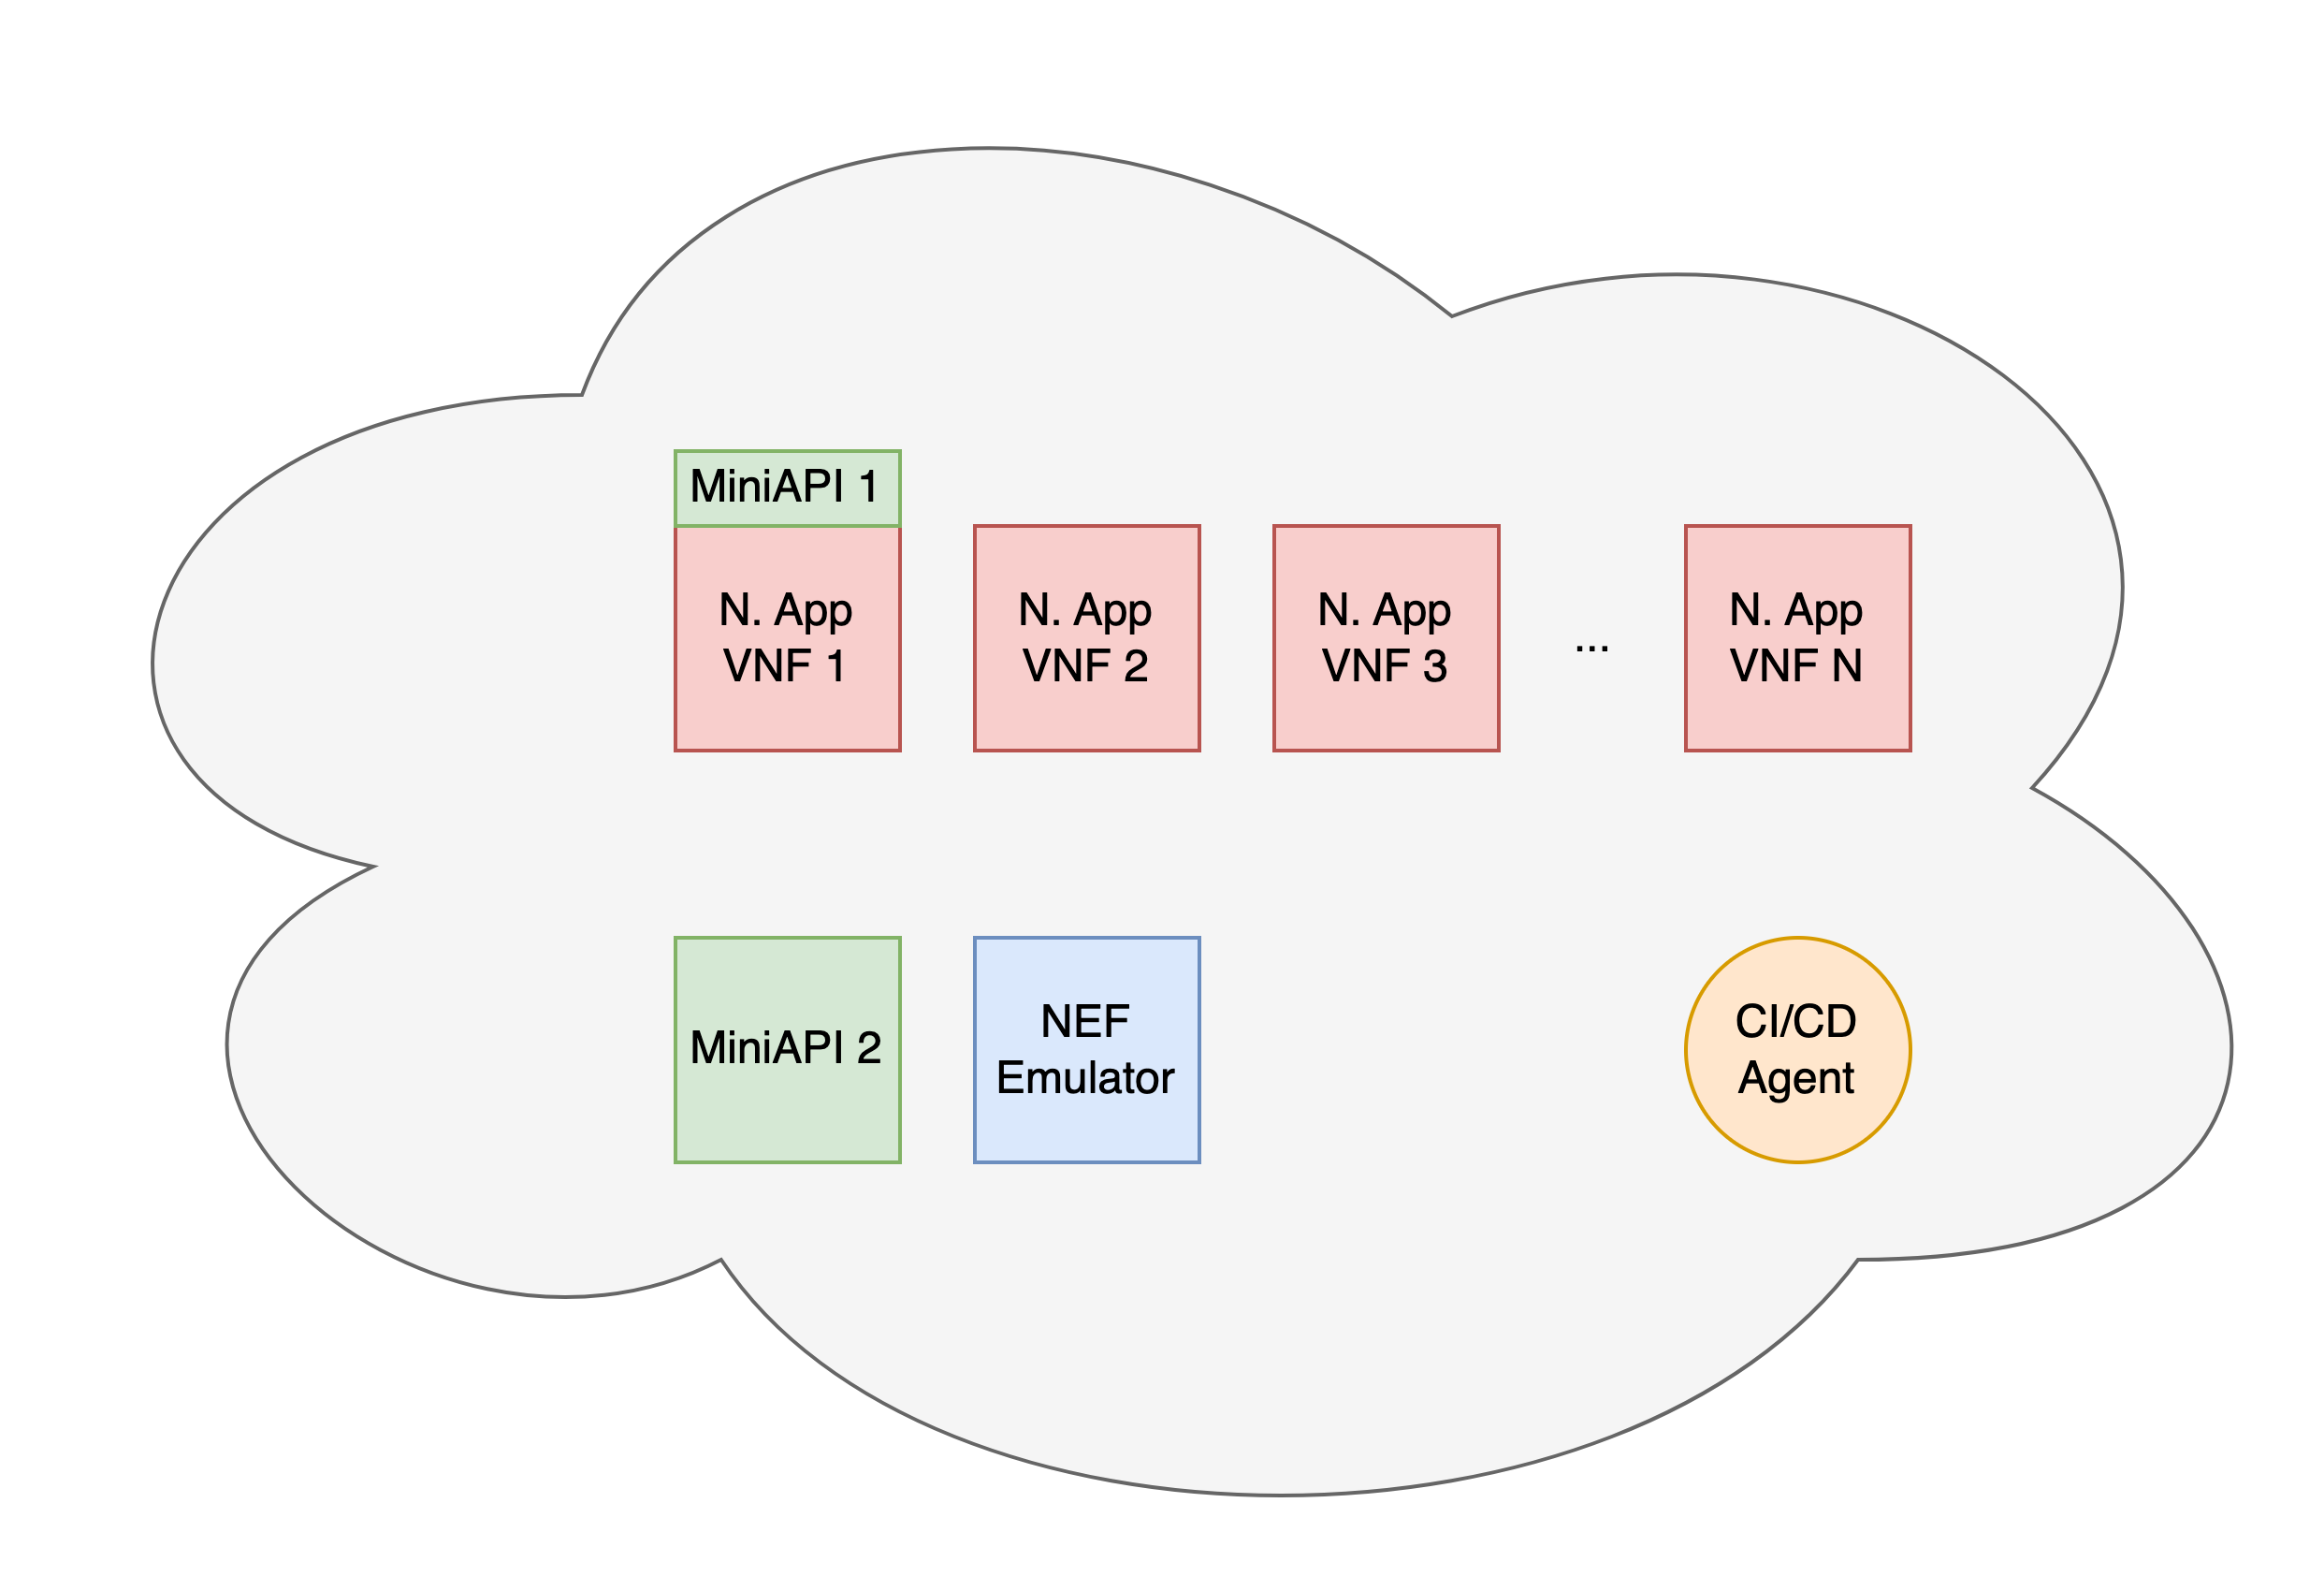 MiniAPI 1
N. App
VNF 1
N. App
VNF 2
N. App
VNF 3
...
N. App
VNF N
MiniAPI 2
NEF
Emulator
CI/CD
Agent